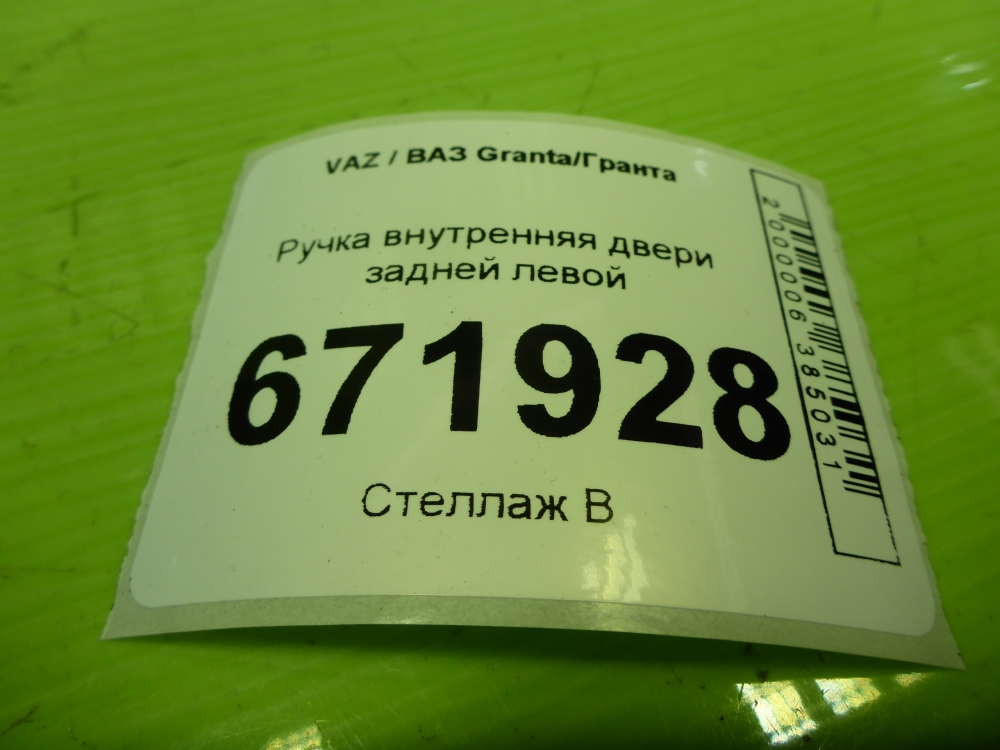 VAZ / ВАЗ Granta/Гранта
Ручка внутренняя двери
задней левой
671928
Стеллаж В
2000006385031